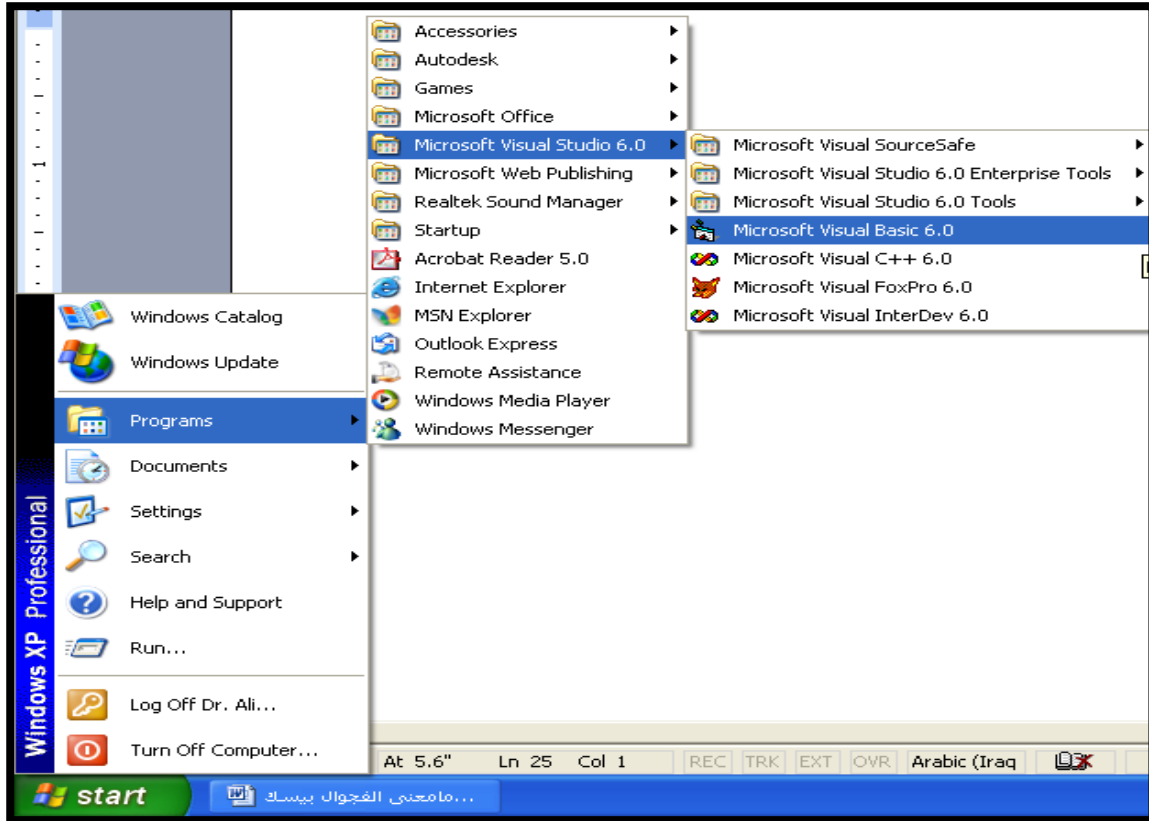 Accessories
Autodesk
Games
Microsoft Office
Microsoft Visual Studio 6.0
Microsoft Web Publishing
Realtek Sound Manager
Startup
Acrobat Reader 5.0
Internet Explorer
MSN Explorer
Outlook Express
Remote Assistance
Windows Media Player
Windows Messenger
Microsoft Visual SourceSafe
Microsoft Visual Studio 6.0 Enterprise Tools
Microsoft Visual Studio 6.0 Tools
Microsoft Visual Basic 6.0
Microsoft Visual C++ 6.0
Microsoft Visual FoxPro 6.0
Microsoft Visual InterDev 6.0
Windows Catalog
Windows Update
Programs
Documents
Settings
Search
Help and Support
Run...
Log Off Dr. Ali...
Turn Off Computer...
Windows XP Professional
1
At 5.6" Ln 25 Col 1 REC TRK EXT OVR Arabic (Iraq
start
مامعنى الفجوال بيسك...